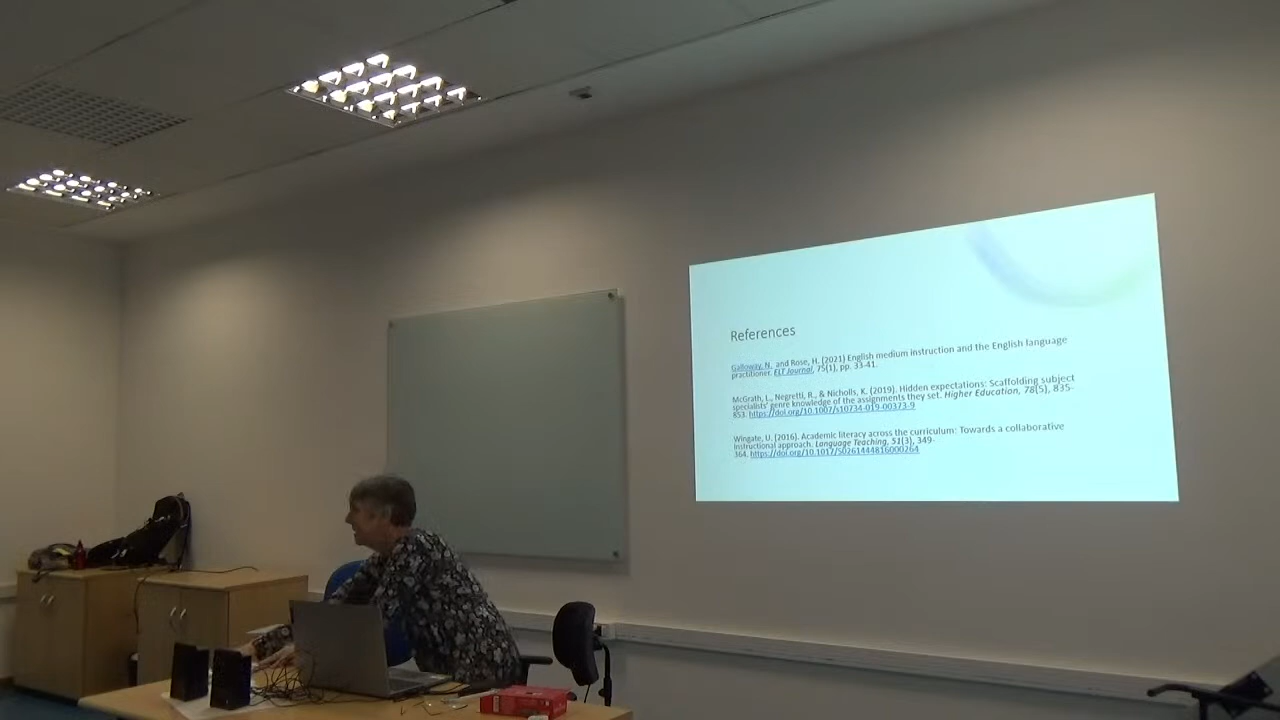 References
Galloway, N. and Rose, H. (2021) English medium instruction and the English language
practitioner. ELT Journal, 75(1), pp. 33-41.
McGrath, L., Negretti, R., & Nicholls, K. (2019). Hidden expectations: Scaffolding subject
specialists' genre knowledge of the assignments they set. Higher Education, 78(5), 835-
853. https://doi.org/10.1007/s10734-019-00373-9
Wingate, U. (2016). Academic literacy across the curriculum: Towards a collaborative
instructional approach. Language Teaching, 51(3), 349-
364. https://doi.org/10.1017/S0261444816000264